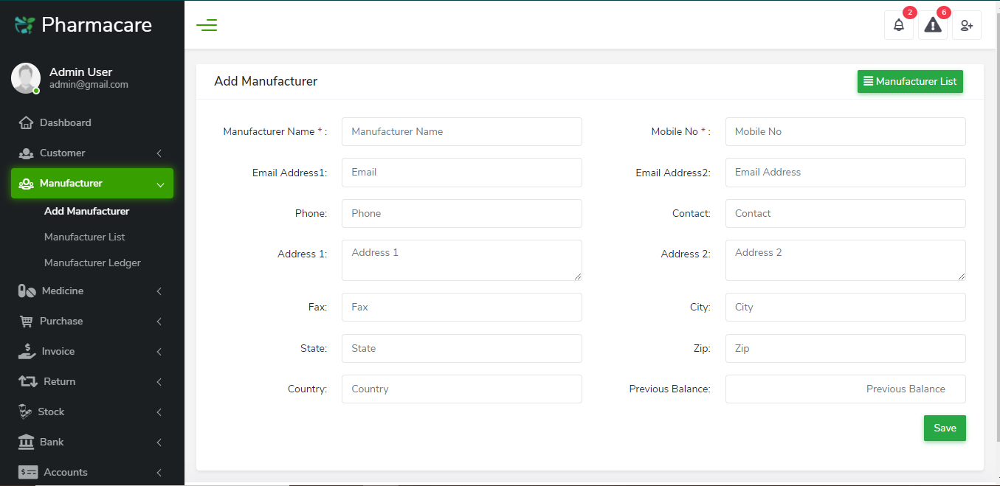 Pharmacare
2
6
Admin User
admin@gmail.com
Dashboard
Customer
Manufacturer
Add Manufacturer
Manufacturer List
Manufacturer Ledger
Medicine
Purchase
Invoice
Return
Stock
Bank
Accounts
Add Manufacturer
Manufacturer List
Manufacturer Name * : Manufacturer Name
Mobile No * : Mobile No
Email Address1: Email
Email Address2: Email Address
Phone: Phone
Contact: Contact
Address 1: Address 1
Address 2: Address 2
Fax: Fax
City: City
State: State
Zip: Zip
Country: Country
Previous Balance: Previous Balance
Save